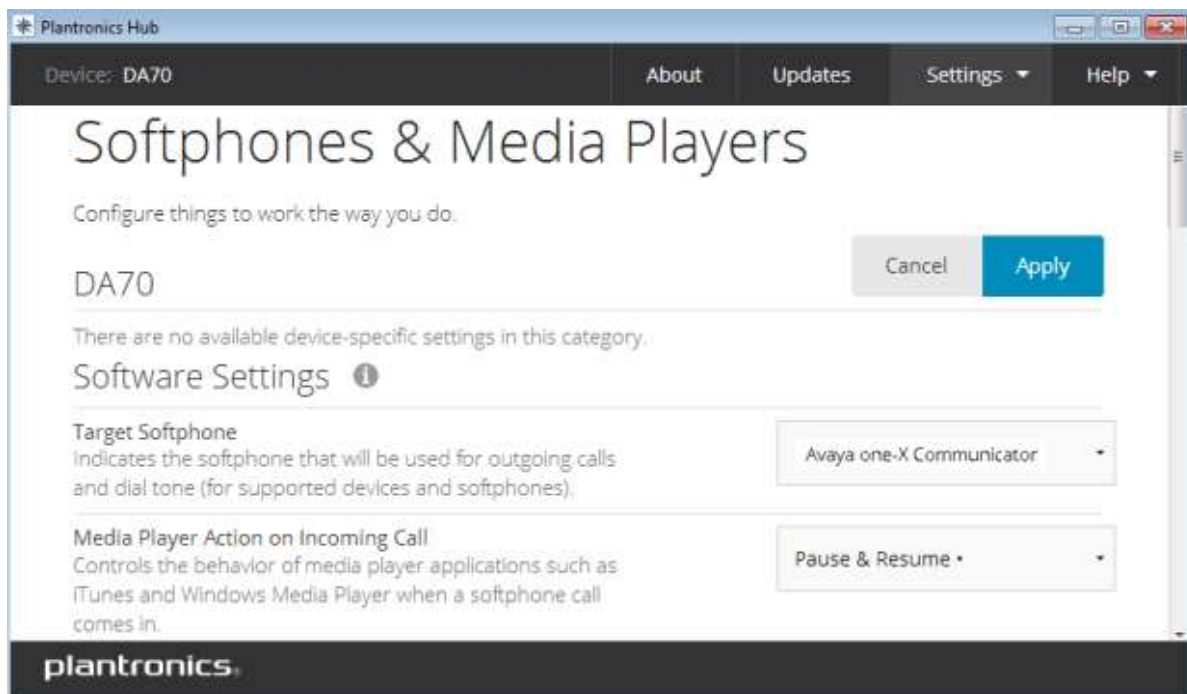 Plantronics Hub
Device: DA70 About Updates Settings Help
Softphones & Media Players
Configure things to work the way you do.
Cancel Apply
DA70
There are no available device-specific settings in this category.
Software Settings
Target Softphone
Indicates the softphone that will be used for outgoing calls
and dial tone (for supported devices and softphones).
Avaya one-X Communicator
Media Player Action on Incoming Call
Controls the behavior of media player applications such as
iTunes and Windows Media Player when a softphone call
comes in.
Pause & Resume •
plantronics.